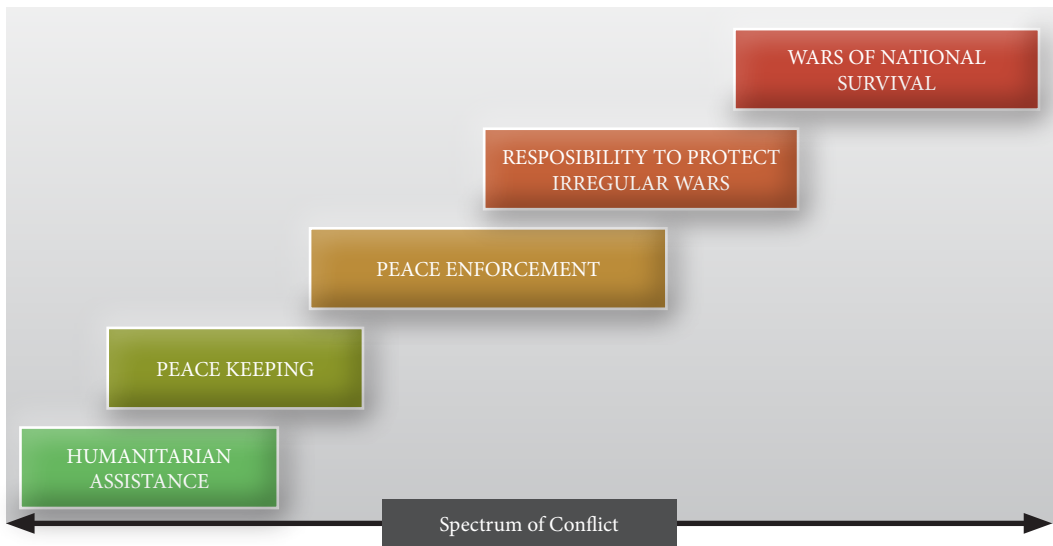 WARS OF NATIONAL
SURVIVAL
RESPOSIBILITY TO PROTECT
IRREGULAR WARS
PEACE ENFORCEMENT
PEACE KEEPING
HUMANITARIAN
ASSISTANCE
Spectrum of Conflict